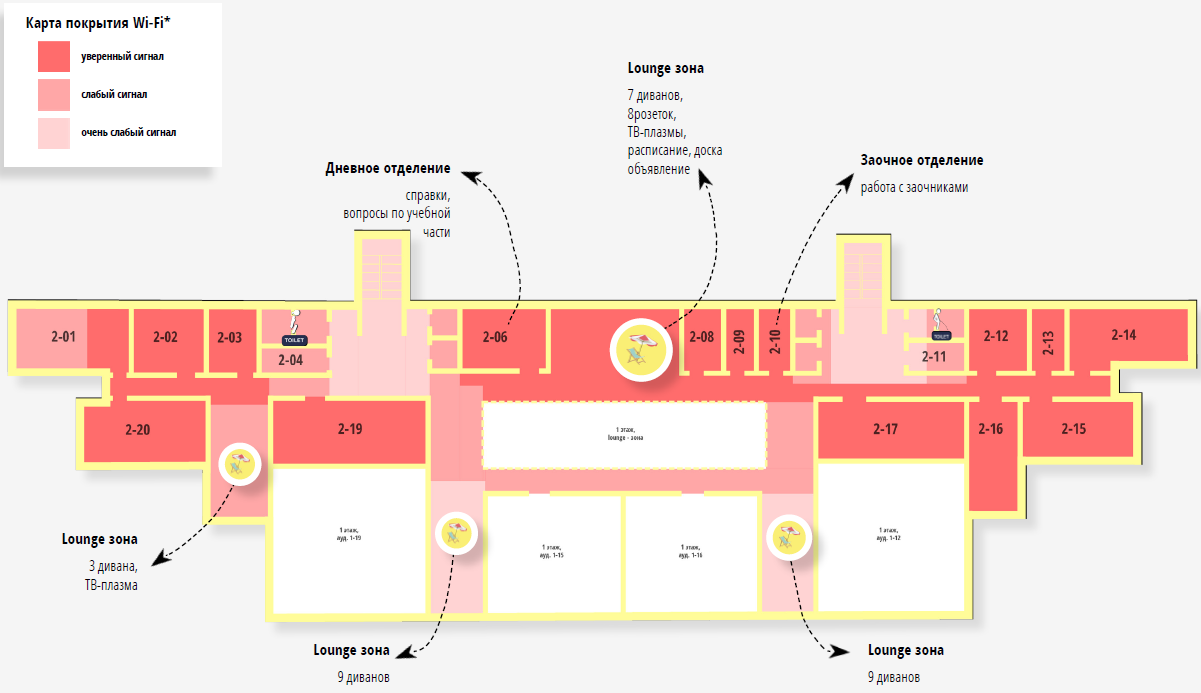 Карта покрытия Wi-Fi*
уверенный сигнал
слабый сигнал
очень слабый сигнал
Lounge зона
7 диванов,
8розеток,
ТВ-плазмы,
расписание, доска
объявление
Дневное отделение
справки,
вопросы по учебной
части
Заочное отделение
работа с заочниками
2-01
2-02
2-03
TOILET
2-04
2-06
2-08
2-09
2-10
TOILET
2-11
2-12
2-13
2-14
2-20
2-19
1 этаж,
lounge - зона
2-17
2-16
2-15
1 этаж,
ауд. 1-19
1 этаж,
ауд. 1-15
1 этаж,
ауд. 1-16
1 этаж,
ауд. 1-12
Lounge зона
3 дивана,
ТВ-плазма
Lounge зона
9 диванов
Lounge зона
9 диванов